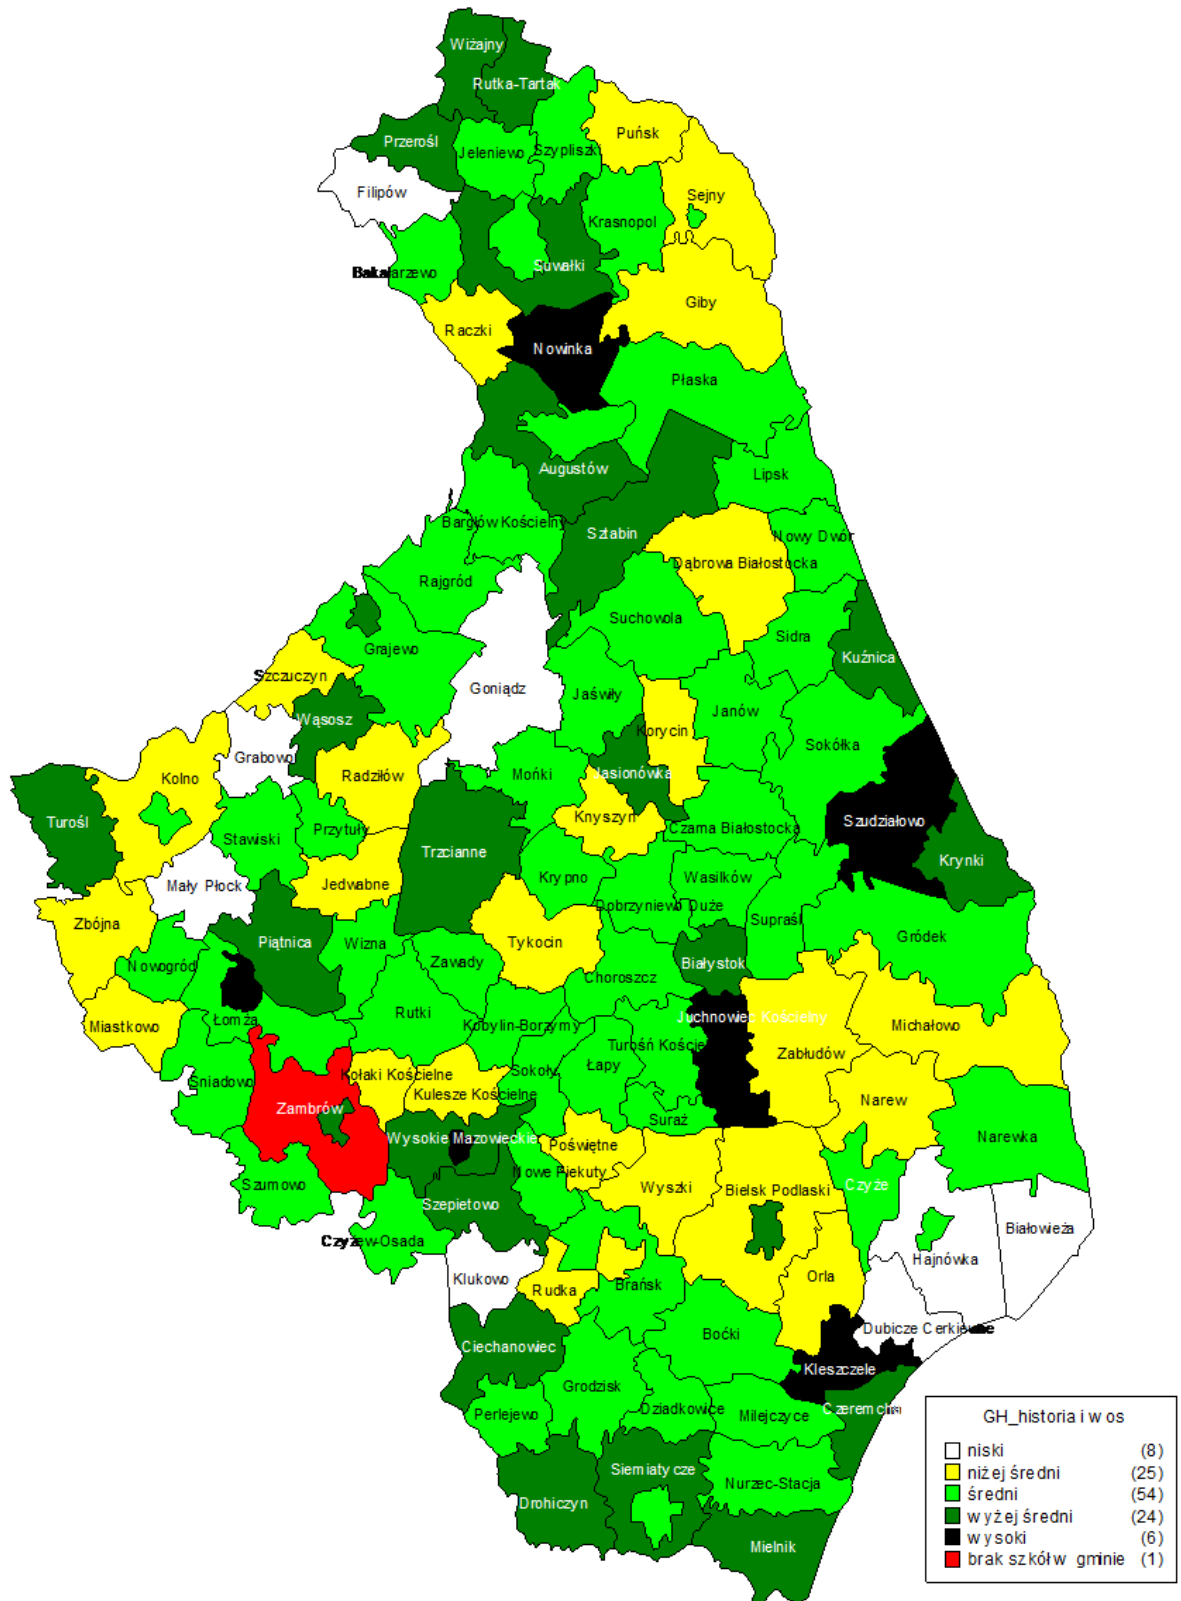 Wiżajny
Rutka-Tartak
Puńsk
Przerośl
Jeleniewo
Szypliszk
Filipów
Sejny
Krasnopol
Suwałki
Bakałarzewo
Giby
Raczki
Nowinka
Płaska
Augustów
Lipsk
Bargłów Kościelny
Sztabin
Nowy Dwór
Dąbrowa Białostocka
Rajgród
Suchowola
Sidra
Grajewo
Kuźnica
Szczuczyn
Goniądz
Jaświły
Janów
Wąsosz
Korycin
Sokółka
Grabowo
Kolno
Radziłów
Mońki
Jasionówka
Turośl
Knyszyn
Szudziałowo
Stawiski
Przytuły
Czarna Białostocka
Trzcianne
Krynki
Mały Płock
Jedwabne
Krypno
Wasilków
Dobrzyniewo Duże
Supraśl
Zbójna
Piątnica
Wizna
Tykocin
Gródek
Nowogród
Zawady
Białystok
Choroszcz
Miastkowo
Łomża
Rutki
Kobylin-Borzymy
Juchnowiec Kościelny
Michałowo
Turośń Koście
Zabłudów
Śniadowo
Kołaki Kościelne
Sokoły
Łapy
Kulesze Kościelne
Narew
Zambrów
Suraż
Wysokie Mazowieckie
Poświętne
Narewka
Szumowo
Nowe Piekuty
Wyszki
Bielsk Podlaski
Czyże
Szepietowo
Białowieża
Czyżew-Osada
Hajnówka
Klukowo
Rudka
Brańsk
Orla
Dubicze Cerkiewne
Boćki
Ciechanowiec
Kleszczele
Grodzisk
Perlejewo
Dziadkowice
Milejczyce
Czeremcha
Siemiatycze
Nurzec-Stacja
Drohiczyn
Mielnik
GH_historia i wos
niski (8)
niżej średni (25)
średni (54)
wyżej średni (24)
wysoki (6)
brak szkół w gminie (1)